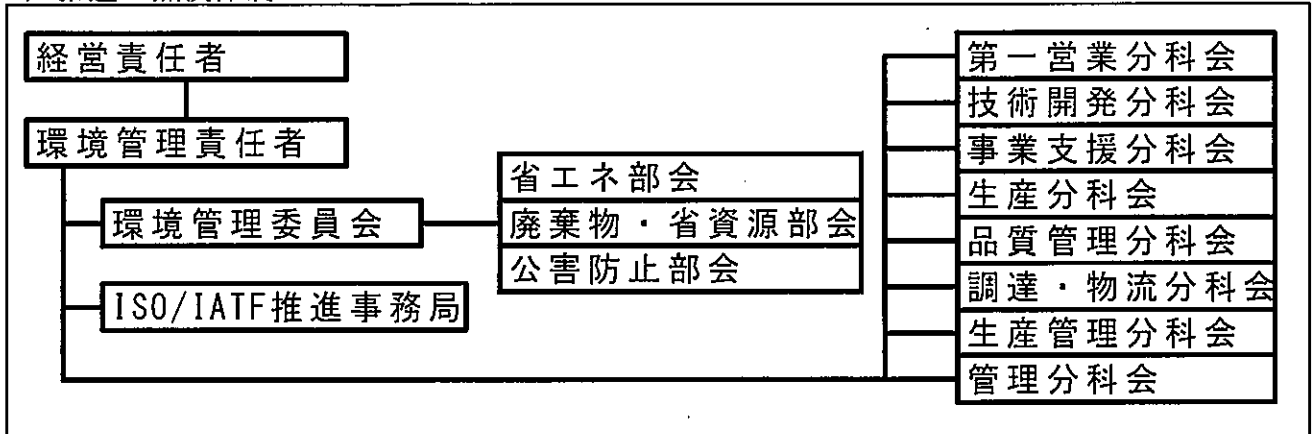 経営責任者
環境管理責任者
環境管理委員会
ISO/IATF推進事務局
省エネ部会
廃棄物・省資源部会
公害防止部会
第一営業分科会
技術開発分科会
事業支援分科会
生産分科会
品質管理分科会
調達・物流分科会
生産管理分科会
管理分科会